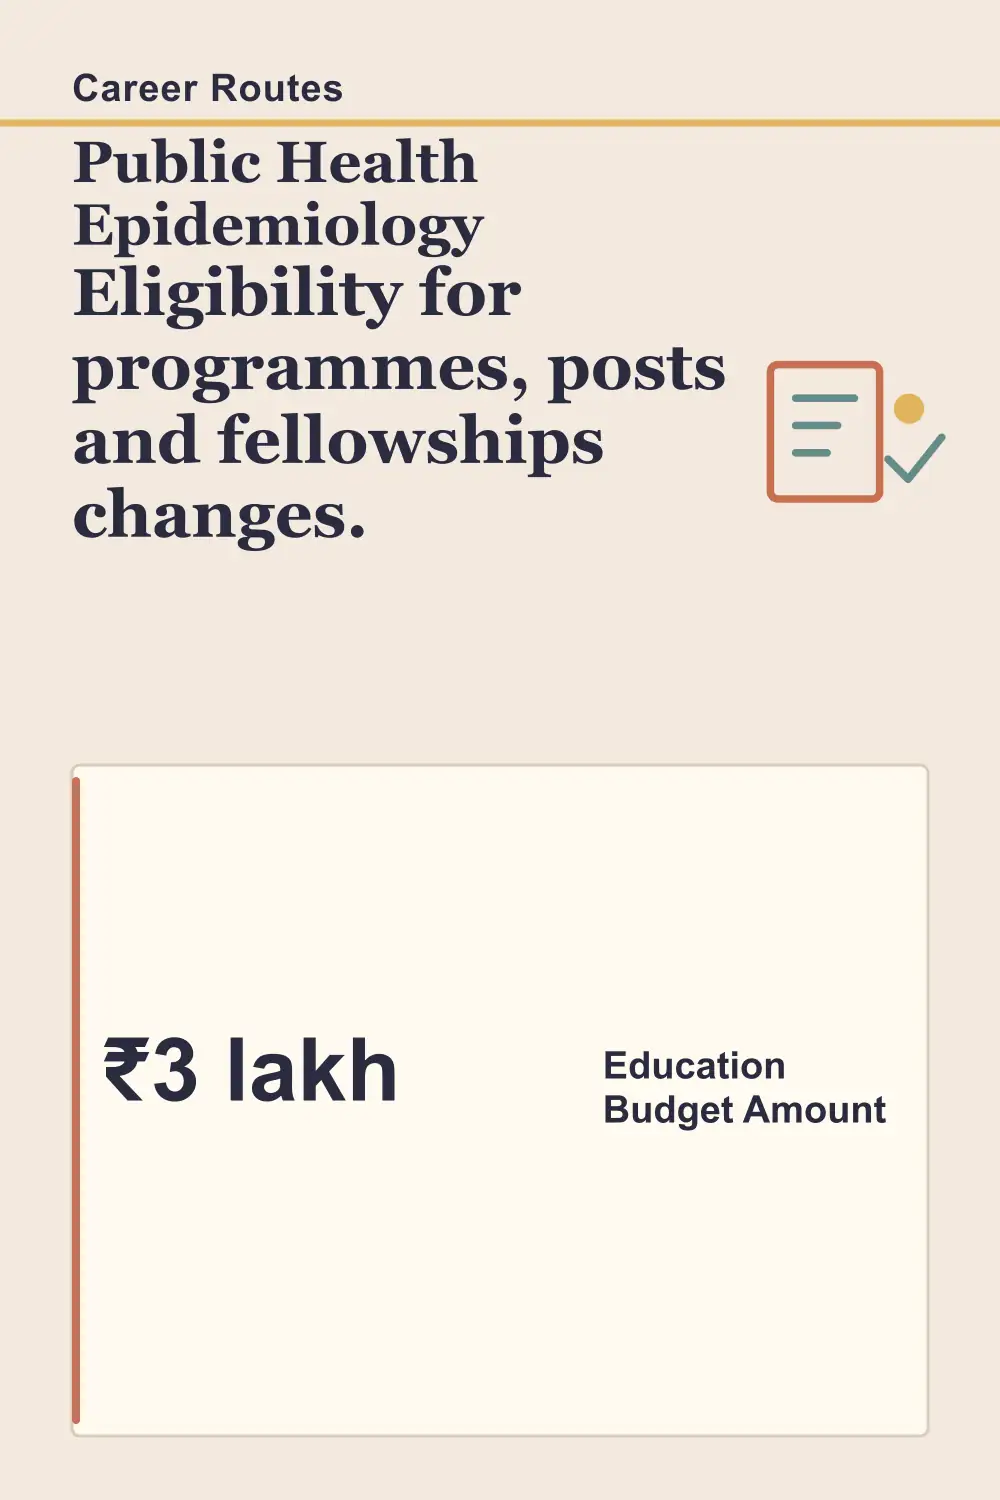 Career Routes
Public Health
Epidemiology
Eligibility for
programmes, posts
and fellowships
changes.
₹3 lakh
Education
Budget Amount